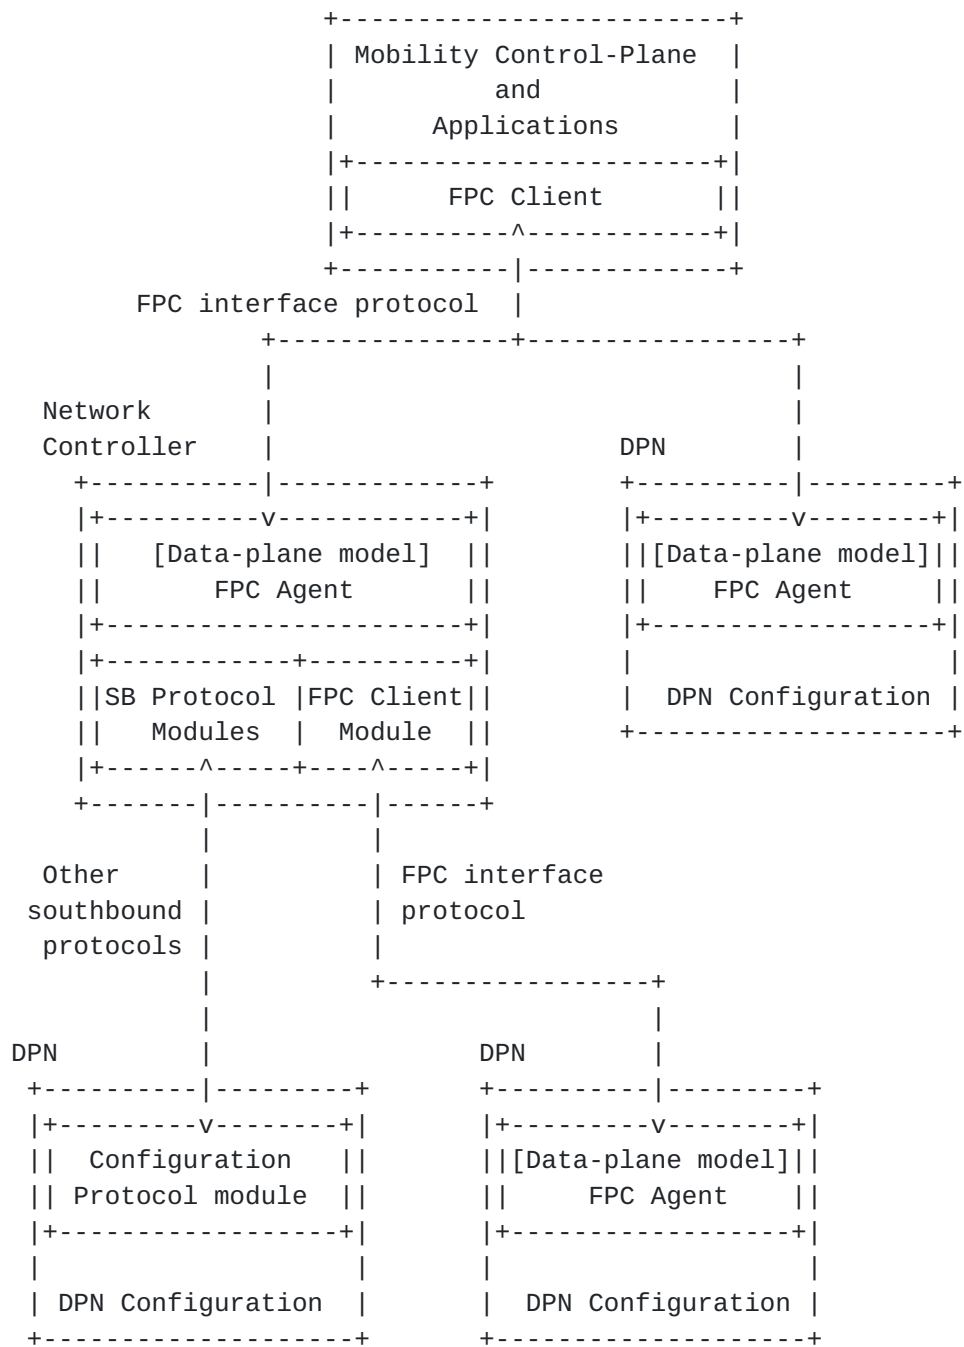 Mobility Control-Plane
and
Applications
FPC Client
FPC interface protocol
Network
Controller
DPN
[Data-plane model]
FPC Agent
[Data-plane model]
FPC Agent
SB Protocol
Modules
FPC Client
Module
DPN Configuration
Other
southbound
protocols
FPC interface
protocol
DPN
DPN
Configuration
Protocol module
[Data-plane model]
FPC Agent
DPN Configuration
DPN Configuration